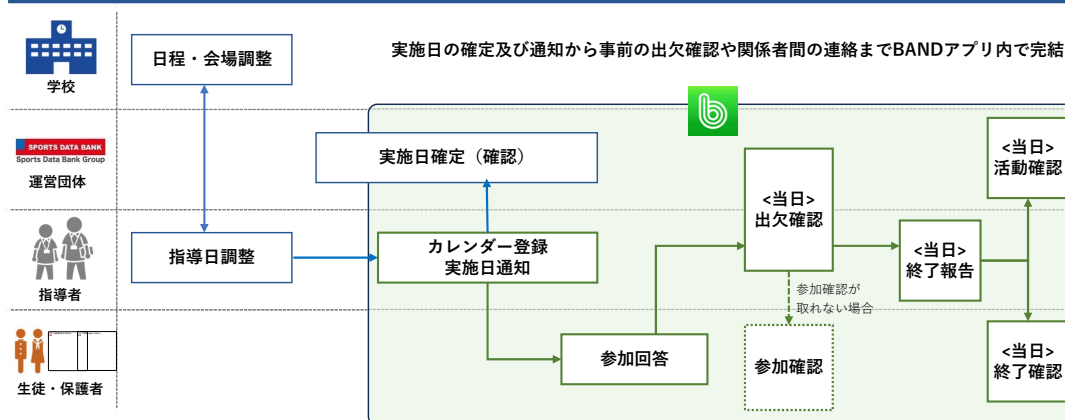 実施日の確定及び通知から事前の出欠確認や関係者間の連絡までBANDアプリ内で完結
学校
日程・会場調整
SPORTS DATA BANK
Sports Data Bank Group
運営団体
実施日確定（確認）
<当日>
出欠確認
<当日>
活動確認
指導者
指導日調整
カレンダー登録
実施日通知
<当日>
終了報告
参加確認が
取れない場合
生徒・保護者
参加回答
参加確認
<当日>
終了確認